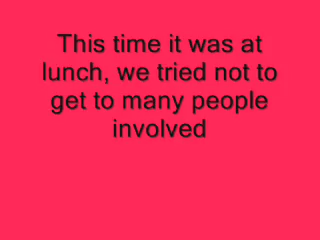 This time it was at
lunch, we tried not to
get to many people
involved